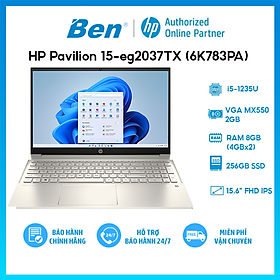 Ben
hp
Authorized
Online Partner
HP Pavilion 15-eg2037TX (6K783PA)
i5-1235U
VGA MX550
2GB
RAM 8GB
(4GBx2)
256GB SSD
15.6" FHD IPS
BẢO HÀNH
CHÍNH HÃNG
24/7
HỖ TRỢ
BẢO HÀNH 24/7
MIỄN PHÍ
VẬN CHUYỂN